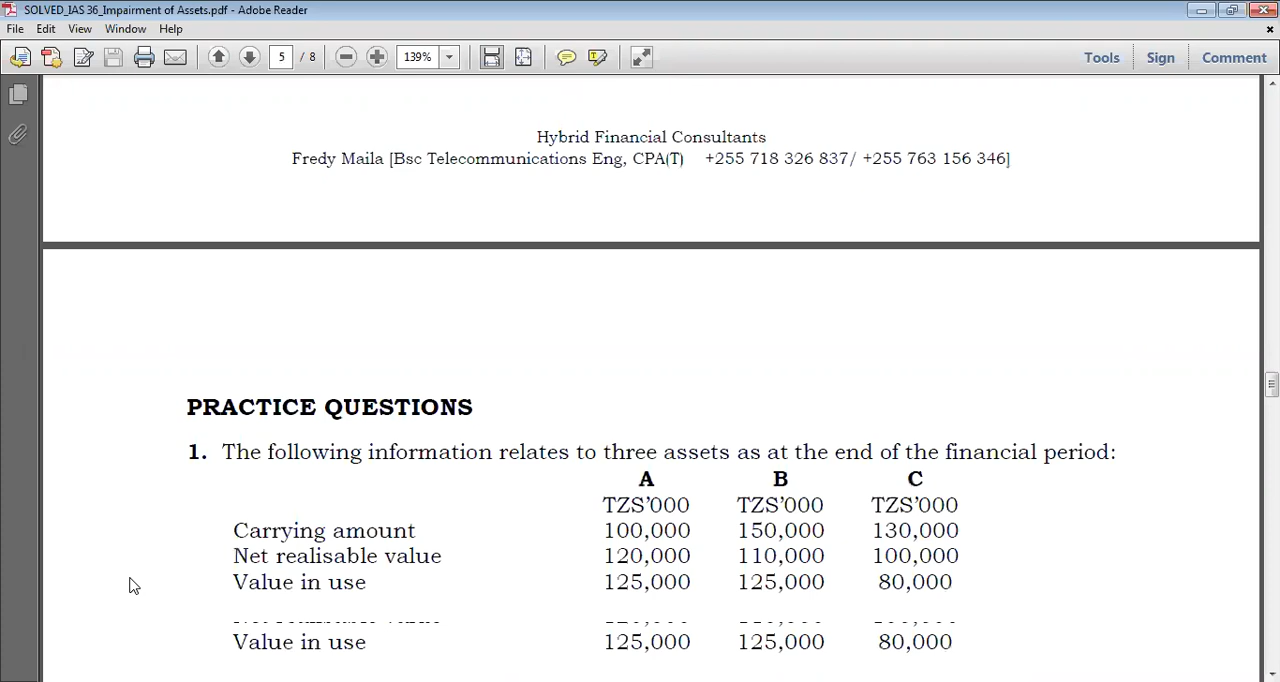 SOLVED_IAS 36_Impairment of Assets.pdf - Adobe Reader
File Edit View Window Help
5 / 8 139% Tools Sign Comment
Hybrid Financial Consultants
Fredy Maila [Bsc Telecommunications Eng, CPA(T) +255 718 326 837/ +255 763 156 346]
PRACTICE QUESTIONS
1. The following information relates to three assets as at the end of the financial period:
A B C
TZS’000 TZS’000 TZS’000
Carrying amount 100,000 150,000 130,000
Net realisable value 120,000 110,000 100,000
Value in use 125,000 125,000 80,000
Value in use 125,000 125,000 80,000